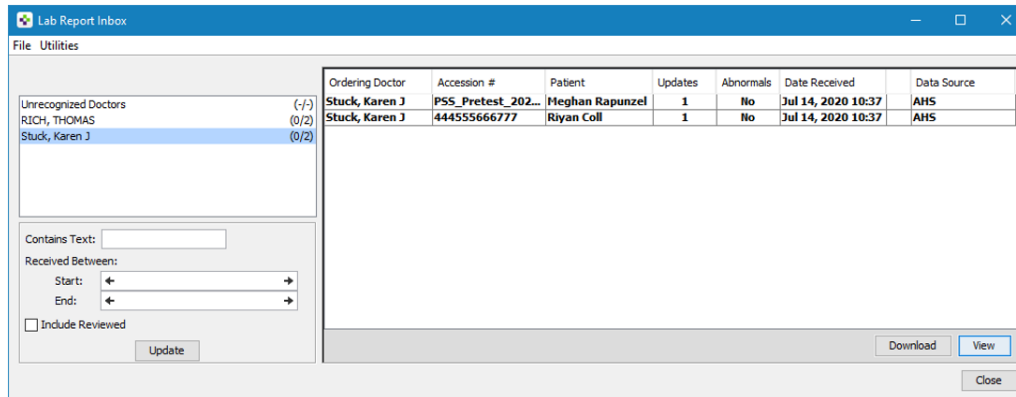 Lab Report Inbox
File Utilities
Unrecognized Doctors (-/-)
RICH, THOMAS (0/2)
Stuck, Karen J (0/2)
Contains Text:
Received Between:
Start:
End:
Include Reviewed
Update
Ordering Doctor Accession # Patient Updates Abnormals Date Received Data Source
Stuck, Karen J PSS_Pretest_202... Meghan Rapunzel 1 No Jul 14, 2020 10:37 AHS
Stuck, Karen J 444555666777 Riyan Coll 1 No Jul 14, 2020 10:37 AHS
Download View
Close